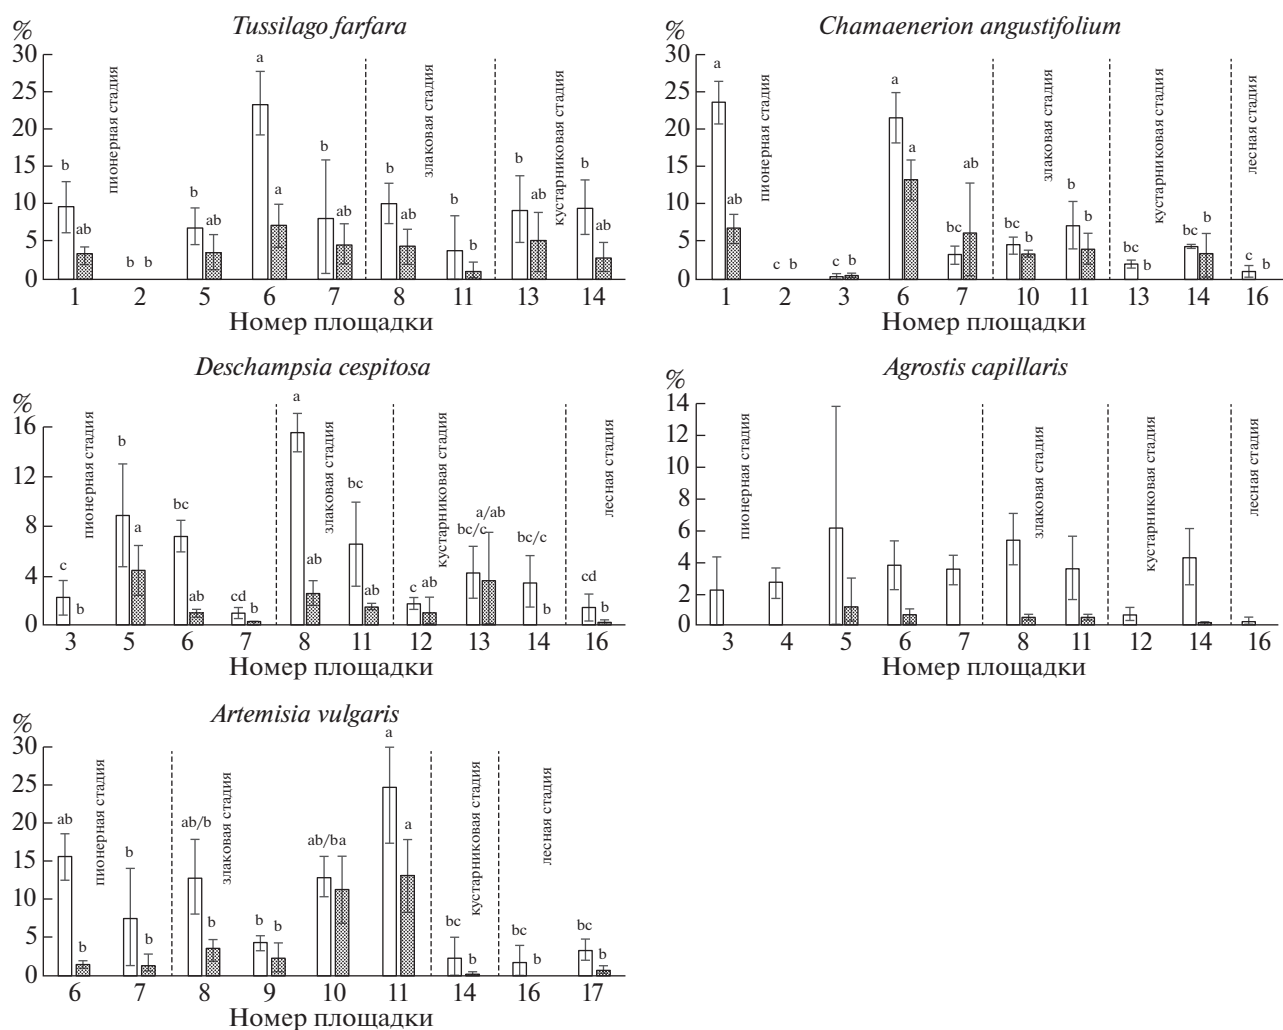 Tussilago farfara
%
30
25
20
15
10
5
0
b
ab
b b
b
ab
a
a
b
ab
b
ab
b
b
b
ab
b
ab
пионерная стадия
злаковая стадия
кустарниковая стадия
1 2 5 6 7 8 11 13 14
Номер площадки
Chamaenerion angustifolium
%
30
25
20
15
10
5
0
a
ab
c b
c b
a
a
bc
ab
bc b
b
b
bc
b
bc
b
c
b
пионерная стадия
злаковая стадия
кустарниковая стадия
лесная стадия
1 2 3 6 7 10 11 13 14 16
Номер площадки
Deschampsia cespitosa
%
16
12
8
4
0
c
b
b
a
bc
ab
cd
b
a
ab
bc
ab
c ab
bc/c
a/ab
bc/c
b
cd
b
пионерная стадия
злаковая стадия
кустарниковая стадия
лесная стадия
3 5 6 7 8 11 12 13 14 16
Номер площадки
Agrostis capillaris
%
14
12
10
8
6
4
2
0
пионерная стадия
злаковая стадия
кустарниковая стадия
лесная стадия
3 4 5 6 7 8 11 12 14 16
Номер площадки
Artemisia vulgaris
%
30
25
20
15
10
5
0
ab
b
b
b
ab/b
b
b b
ab/ba
a
a
bc
b
bc
b
bc
b
пионерная стадия
злаковая стадия
кустарниковая стадия
лесная стадия
6 7 8 9 10 11 14 16 17
Номер площадки